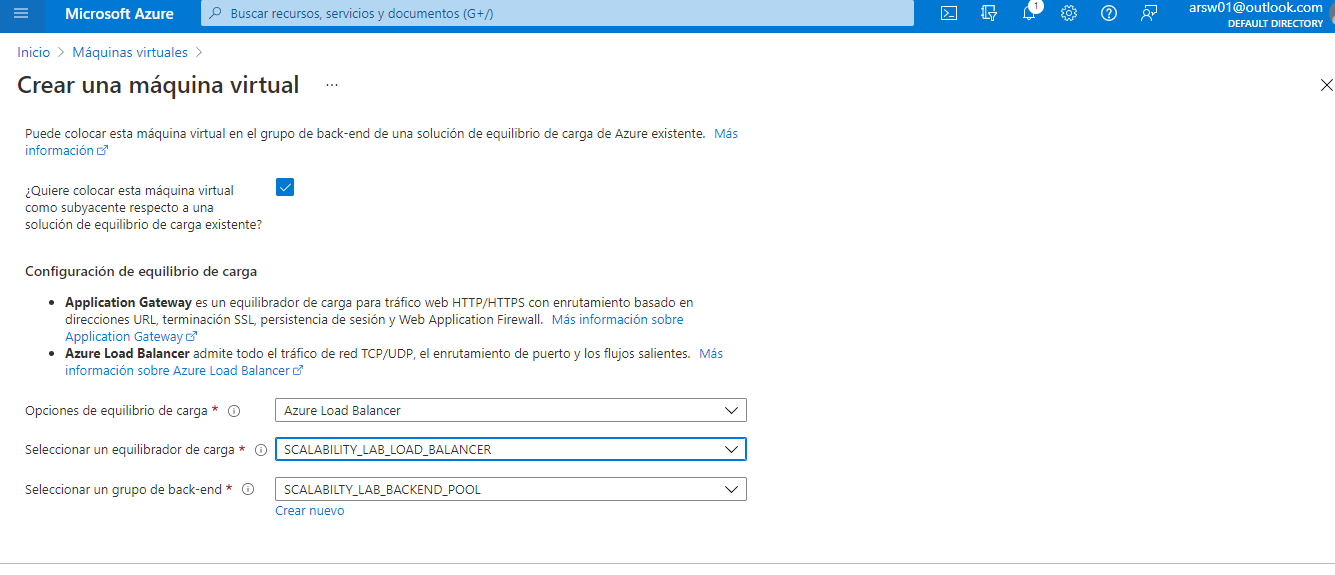 Microsoft Azure
Buscar recursos, servicios y documentos (G+/)
1
arsw01@outlook.com
DEFAULT DIRECTORY
Inicio > Máquinas virtuales >
Crear una máquina virtual ...
Puede colocar esta máquina virtual en el grupo de back-end de una solución de equilibrio de carga de Azure existente. Más
información
¿Quiere colocar esta máquina virtual
como subyacente respecto a una
solución de equilibrio de carga existente?
Configuración de equilibrio de carga
• Application Gateway es un equilibrador de carga para tráfico web HTTP/HTTPS con enrutamiento basado en
direcciones URL, terminación SSL, persistencia de sesión y Web Application Firewall. Más información sobre
Application Gateway
• Azure Load Balancer admite todo el tráfico de red TCP/UDP, el enrutamiento de puerto y los flujos salientes. Más
información sobre Azure Load Balancer
Opciones de equilibrio de carga * Azure Load Balancer
Seleccionar un equilibrador de carga * SCALABILITY_LAB_LOAD_BALANCER
Seleccionar un grupo de back-end * SCALABILTY_LAB_BACKEND_POOL
Crear nuevo